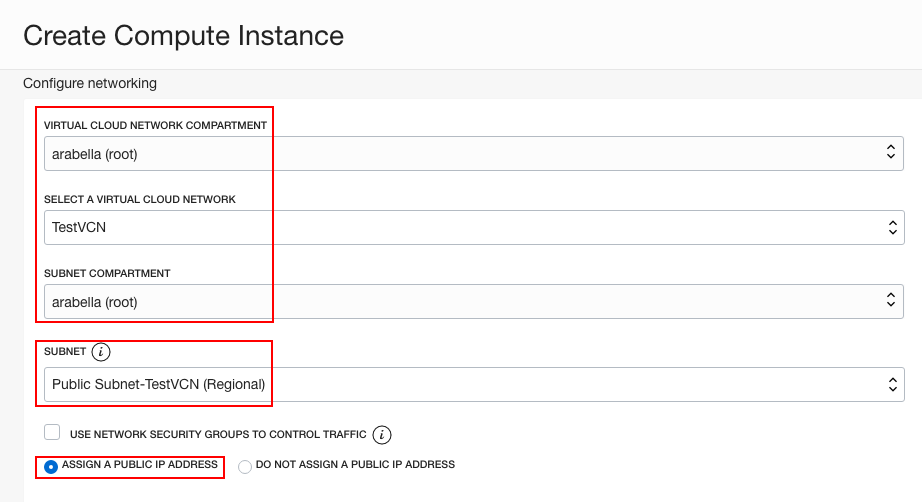 Create Compute Instance
Configure networking
VIRTUAL CLOUD NETWORK COMPARTMENT
arabella (root)
SELECT A VIRTUAL CLOUD NETWORK
TestVCN
SUBNET COMPARTMENT
arabella (root)
SUBNET i
Public Subnet-TestVCN (Regional)
USE NETWORK SECURITY GROUPS TO CONTROL TRAFFIC i
ASSIGN A PUBLIC IP ADDRESS DO NOT ASSIGN A PUBLIC IP ADDRESS